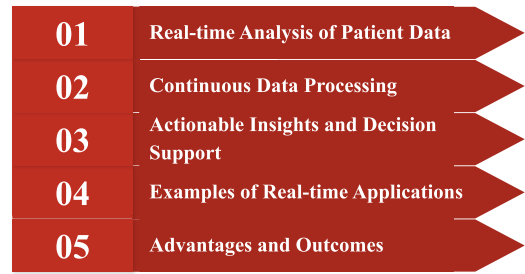 01 Real-time Analysis of Patient Data
02 Continuous Data Processing
03 Actionable Insights and Decision
Support
04 Examples of Real-time Applications
05 Advantages and Outcomes